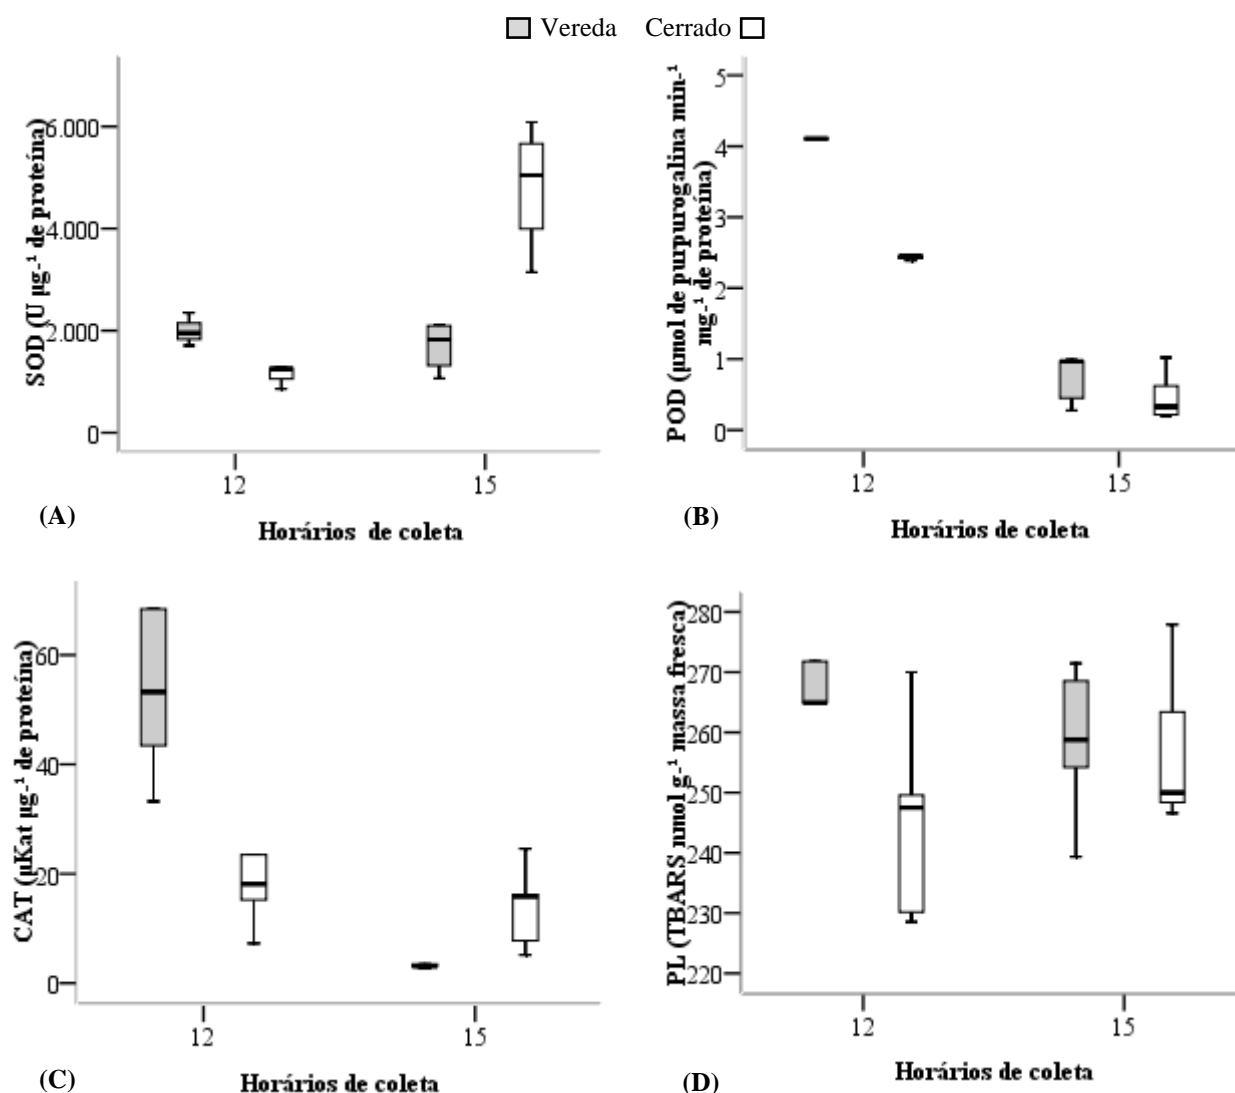 Vereda Cerrado
SOD (U µg-¹ de proteína)
6.000
4.000
2.000
0
12 15
Horários de coleta
(A)
POD (µmol de purpurogalina min-¹
mg-¹ de proteína)
5
4
3
2
1
0
12 15
Horários de coleta
(B)
CAT (µKat µg-¹ de proteína)
60
40
20
0
12 15
Horários de coleta
(C)
PL (TBARS nmol g-¹ massa fresca)
280
270
260
250
240
230
220
12 15
Horários de coleta
(D)